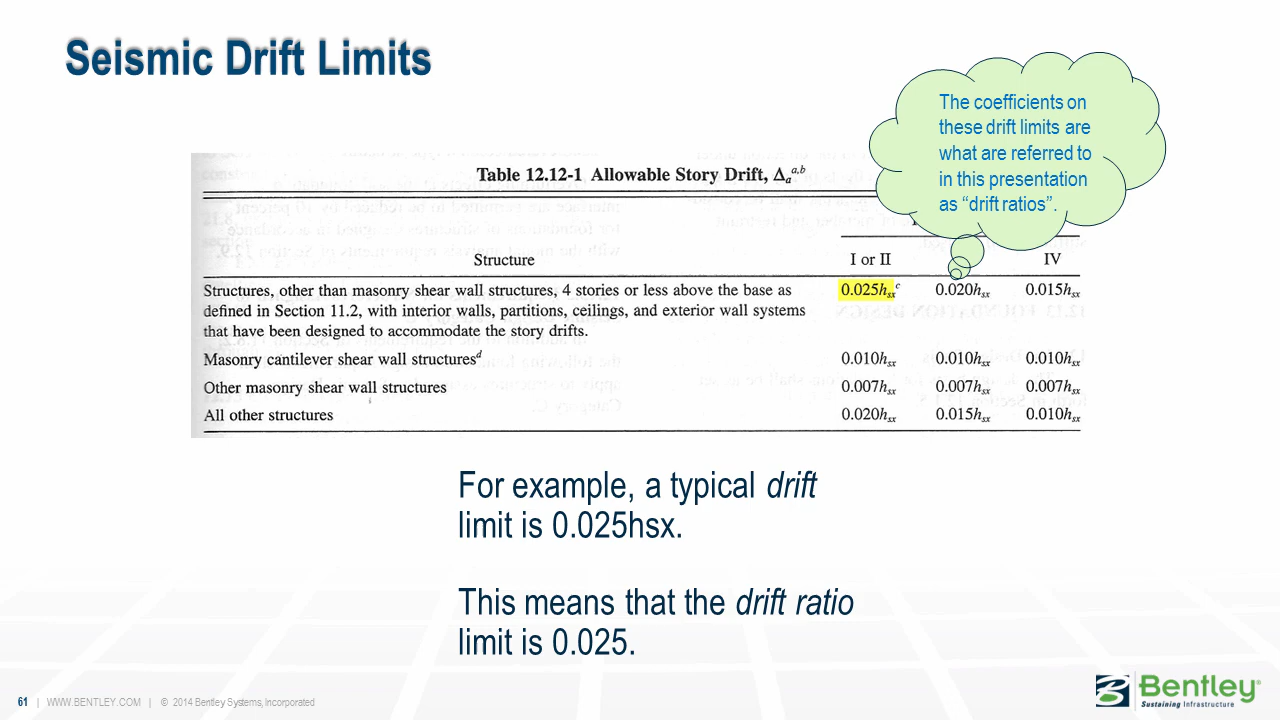 Seismic Drift Limits
The coefficients on
these drift limits are
what are referred to
in this presentation
as “drift ratios”.
Table 12.12-1 Allowable Story Drift, Δa a,b
Structure I or II IV
Structures, other than masonry shear wall structures, 4 stories or less above the base as 0.025hsx c 0.020hsx 0.015hsx
defined in Section 11.2, with interior walls, partitions, ceilings, and exterior wall systems
that have been designed to accommodate the story drifts.
Masonry cantilever shear wall structures d 0.010hsx 0.010hsx 0.010hsx
Other masonry shear wall structures 0.007hsx 0.007hsx 0.007hsx
All other structures 0.020hsx 0.015hsx 0.010hsx
For example, a typical drift
limit is 0.025hsx.
This means that the drift ratio
limit is 0.025.
61 | WWW.BENTLEY.COM | © 2014 Bentley Systems, Incorporated
Bentley®
Sustaining Infrastructure